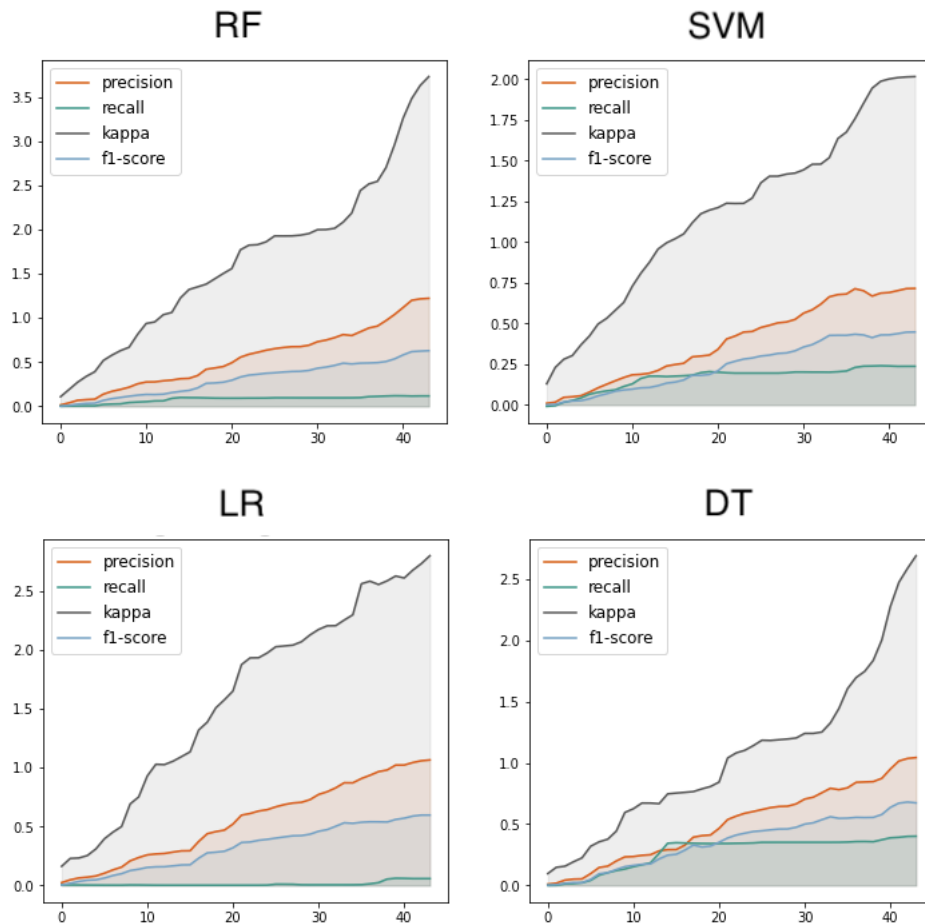 RF
SVM
precision
recall
kappa
f1-score
3.5
3.0
2.5
2.0
1.5
1.0
0.5
0.0
0 10 20 30 40
precision
recall
kappa
f1-score
2.00
1.75
1.50
1.25
1.00
0.75
0.50
0.25
0.00
0 10 20 30 40
LR
DT
precision
recall
kappa
f1-score
2.5
2.0
1.5
1.0
0.5
0.0
0 10 20 30 40
precision
recall
kappa
f1-score
2.5
2.0
1.5
1.0
0.5
0.0
0 10 20 30 40